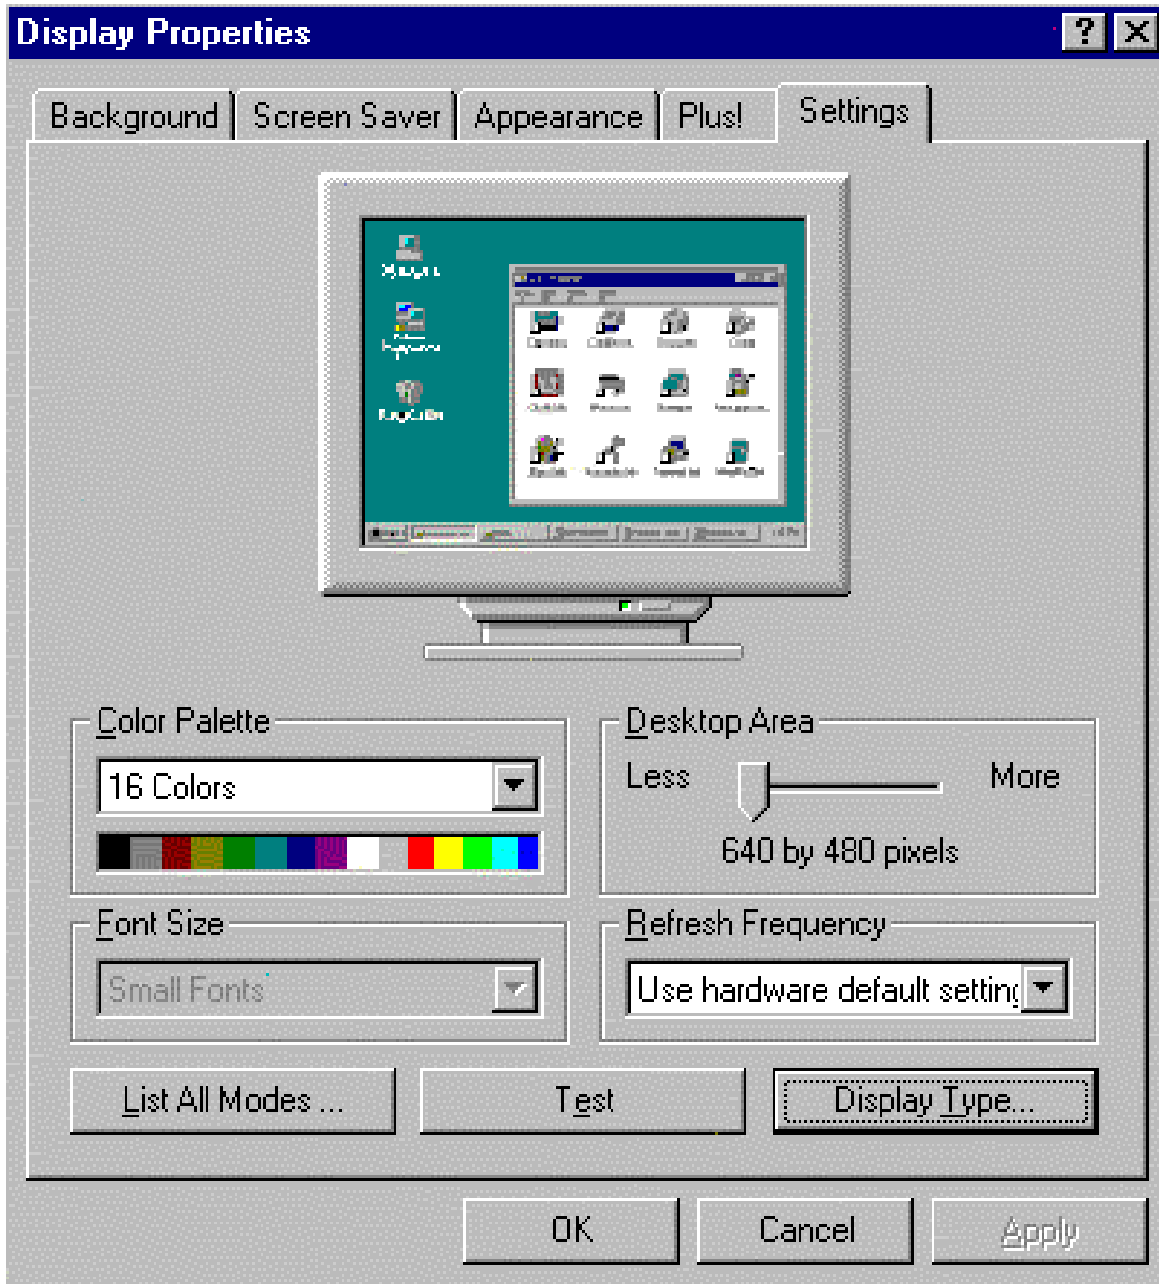 Display Properties
Background Screen Saver Appearance Plus! Settings
Color Palette
16 Colors
Desktop Area
Less More
640 by 480 pixels
Font Size
Small Fonts
Refresh Frequency
Use hardware default setting
List All Modes ... Test Display Type...
OK Cancel Apply